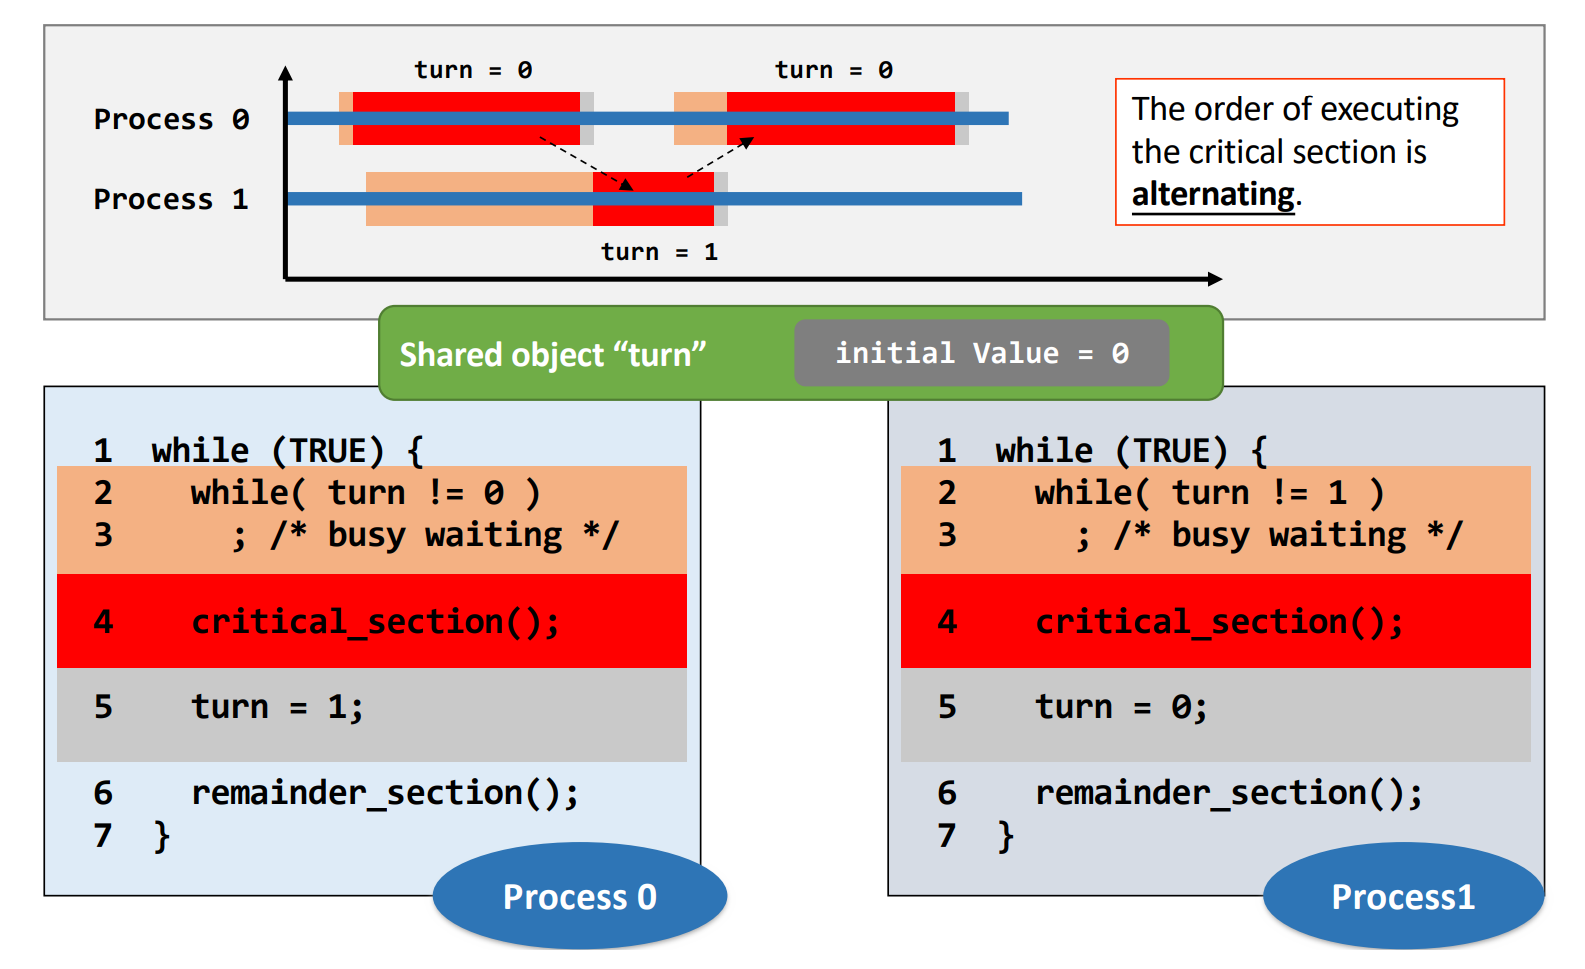 turn = 0
turn = 0
Process 0
Process 1
turn = 1
The order of executing
the critical section is
alternating.
Shared object “turn”
initial Value = 0
1 while (TRUE) {
2 while( turn != 0 )
3 ; /* busy waiting */
4 critical_section();
5 turn = 1;
6 remainder_section();
7 }
Process 0
1 while (TRUE) {
2 while( turn != 1 )
3 ; /* busy waiting */
4 critical_section();
5 turn = 0;
6 remainder_section();
7 }
Process1